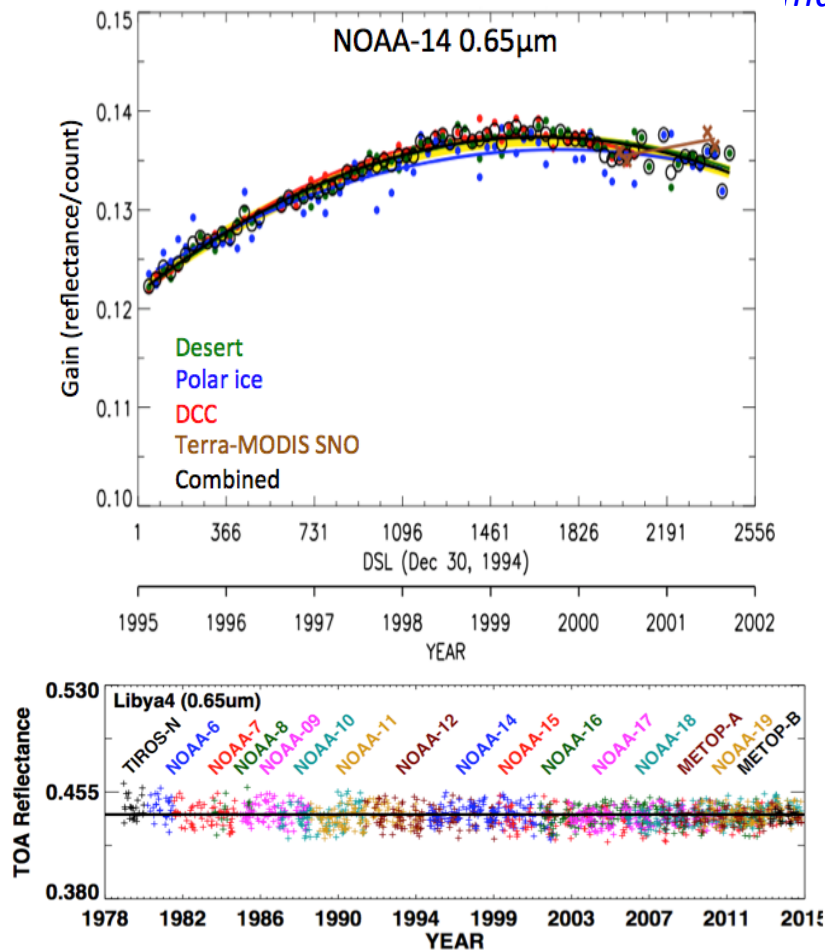 NOAA-14 0.65µm
0.15
0.14
0.13
0.12
0.11
0.10
Gain (reflectance/count)
Desert
Polar ice
DCC
Terra-MODIS SNO
Combined
1 366 731 1096 1461 1826 2191 2556
DSL (Dec 30, 1994)
1995 1996 1997 1998 1999 2000 2001 2002
YEAR
Libya4 (0.65um)
TIROS-N NOAA-6 NOAA-7 NOAA-8 NOAA-09 NOAA-10 NOAA-11 NOAA-12 NOAA-14 NOAA-15 NOAA-16 NOAA-17 NOAA-18 METOP-A NOAA-19 METOP-B
0.530
0.455
0.380
TOA Reflectance
1978 1982 1986 1990 1994 1999 2003 2007 2011 2015
YEAR